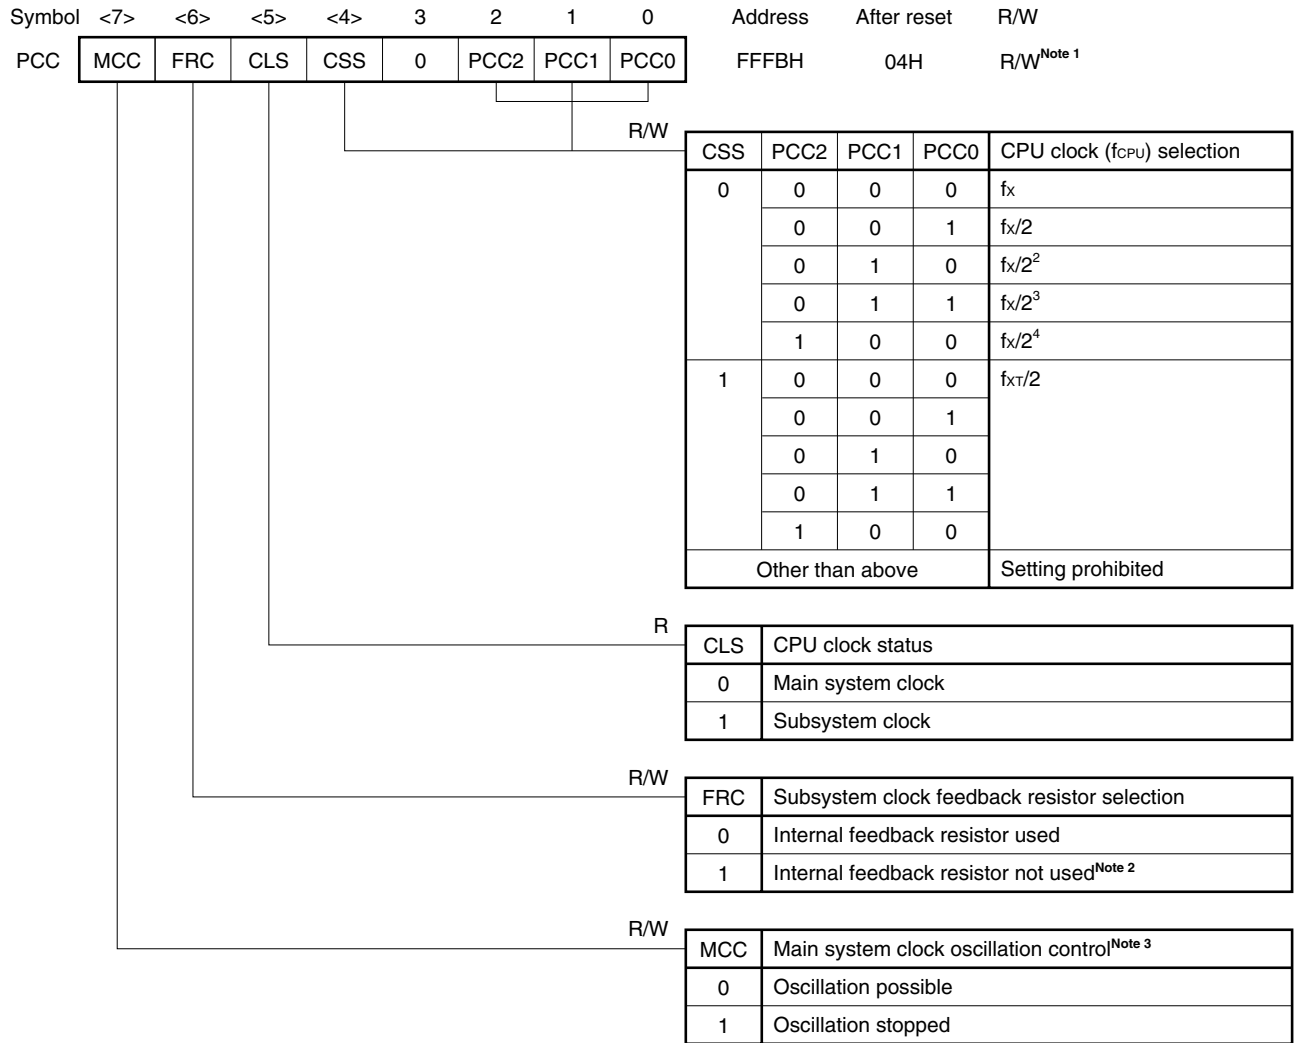 Symbol <7> <6> <5> <4> 3 2 1 0 Address After reset R/W
PCC MCC FRC CLS CSS 0 PCC2 PCC1 PCC0 FFFBH 04H R/W Note 1
R/W
CSS PCC2 PCC1 PCC0 CPU clock (fCPU) selection
0 0 0 0 fX
0 0 1 fX/2
0 1 0 fX/2²
0 1 1 fX/2³
1 0 0 fX/2⁴
1 0 0 0 fXT/2
0 0 1
0 1 0
0 1 1
1 0 0
Other than above Setting prohibited
R
CLS CPU clock status
0 Main system clock
1 Subsystem clock
R/W
FRC Subsystem clock feedback resistor selection
0 Internal feedback resistor used
1 Internal feedback resistor not used Note 2
R/W
MCC Main system clock oscillation control Note 3
0 Oscillation possible
1 Oscillation stopped